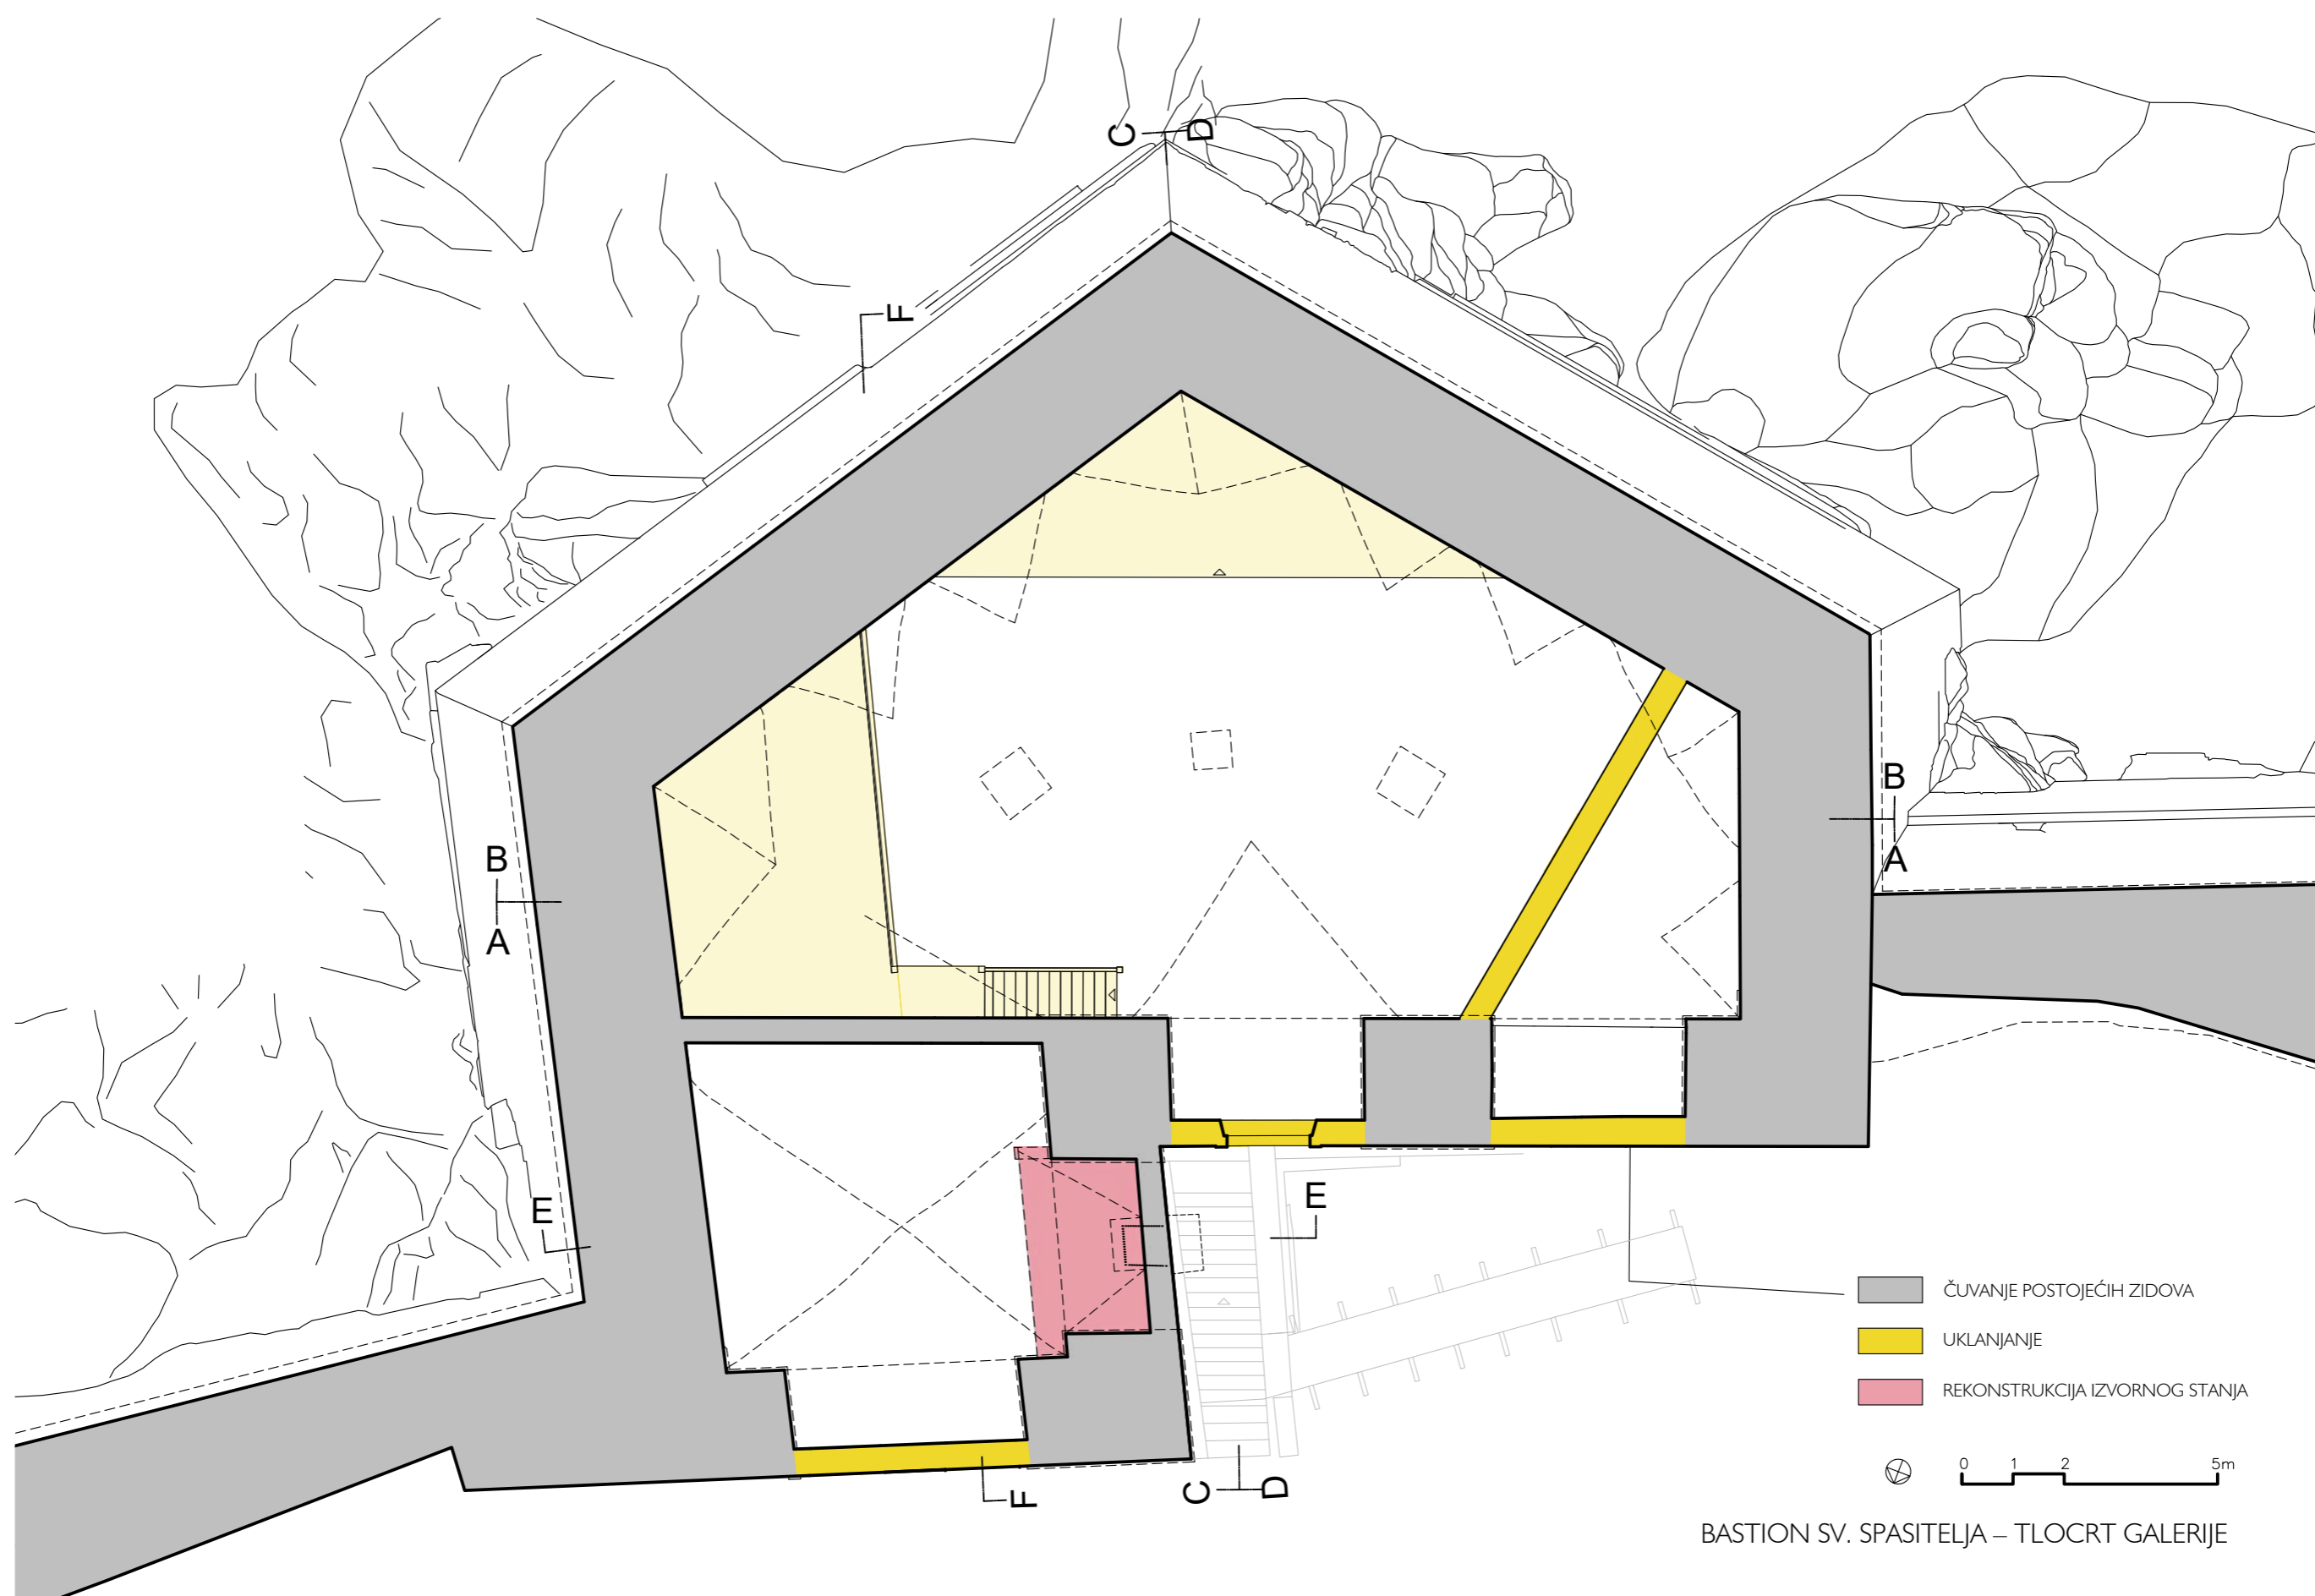 C D
F
B
A
B
A
E
E
ČUVANJE POSTOJEĆIH ZIDOVA
UKLANJANJE
REKONSTRUKCIJA IZVORNOG STANJA
0 1 2 5m
F
C D
BASTION SV. SPASITELJA – TLOCRT GALERIJE